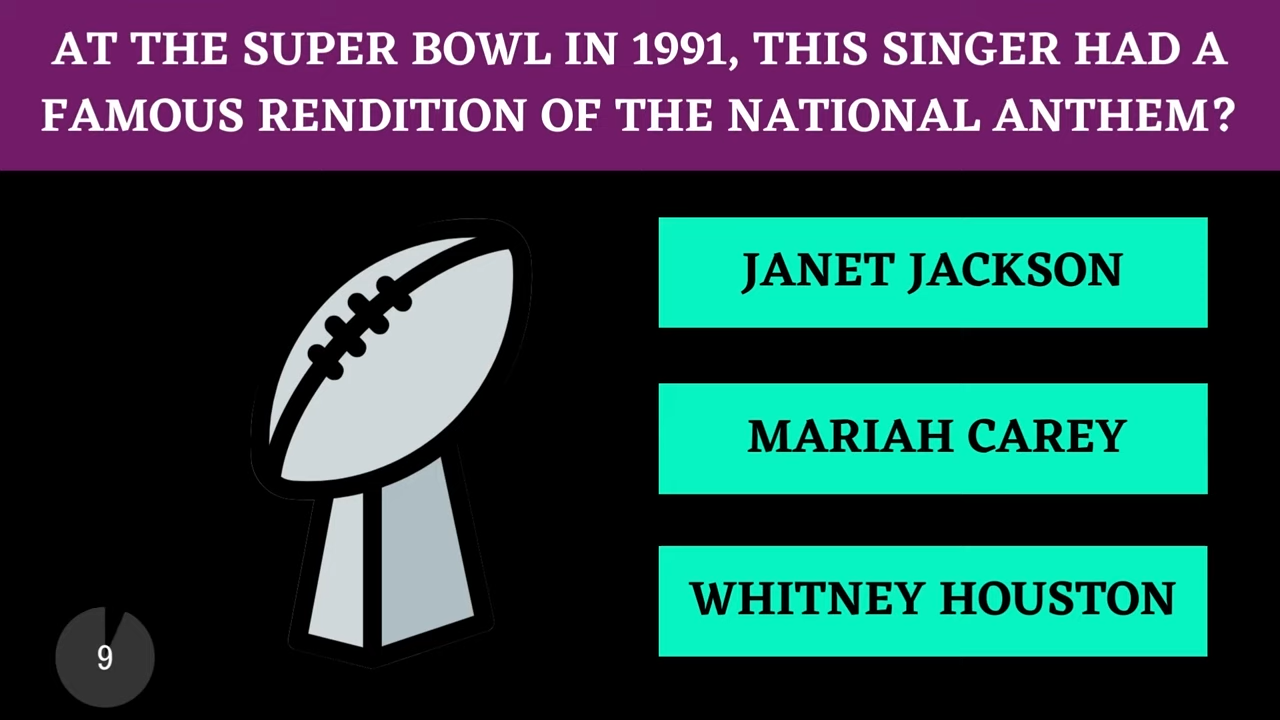 AT THE SUPER BOWL IN 1991, THIS SINGER HAD A
FAMOUS RENDITION OF THE NATIONAL ANTHEM?
JANET JACKSON
MARIAH CAREY
WHITNEY HOUSTON
9